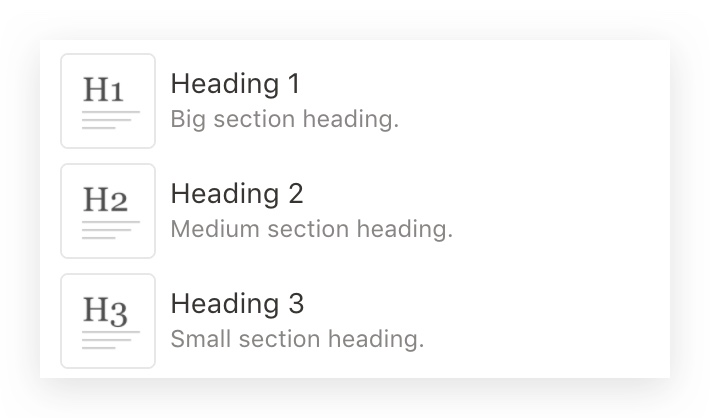 H1
Heading 1
Big section heading.
H2
Heading 2
Medium section heading.
H3
Heading 3
Small section heading.